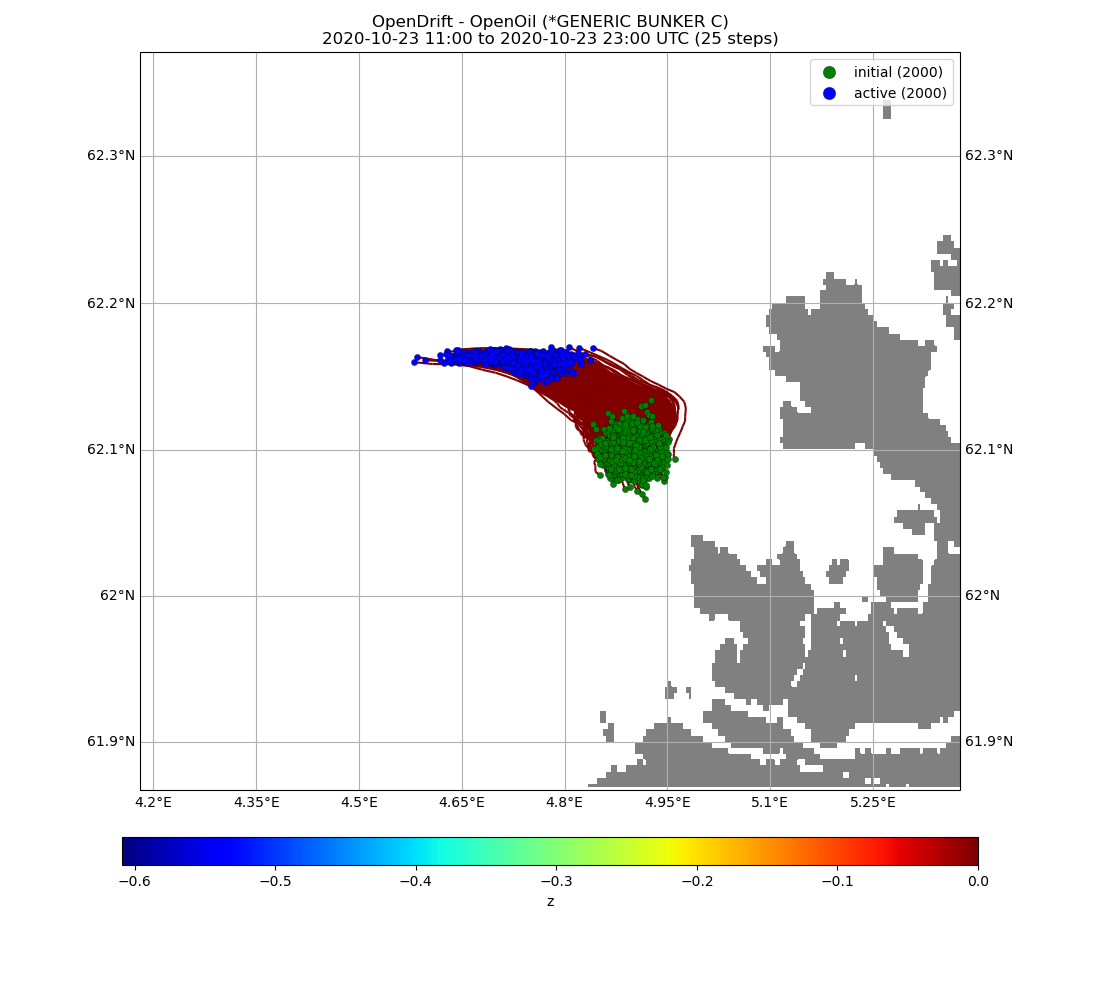 OpenDrift - OpenOil (*GENERIC BUNKER C)
2020-10-23 11:00 to 2020-10-23 23:00 UTC (25 steps)
initial (2000)
active (2000)
62.3°N 62.3°N
62.2°N 62.2°N
62.1°N 62.1°N
62°N 62°N
61.9°N 61.9°N
4.2°E 4.35°E 4.5°E 4.65°E 4.8°E 4.95°E 5.1°E 5.25°E
−0.6 −0.5 −0.4 −0.3 −0.2 −0.1 0.0
z